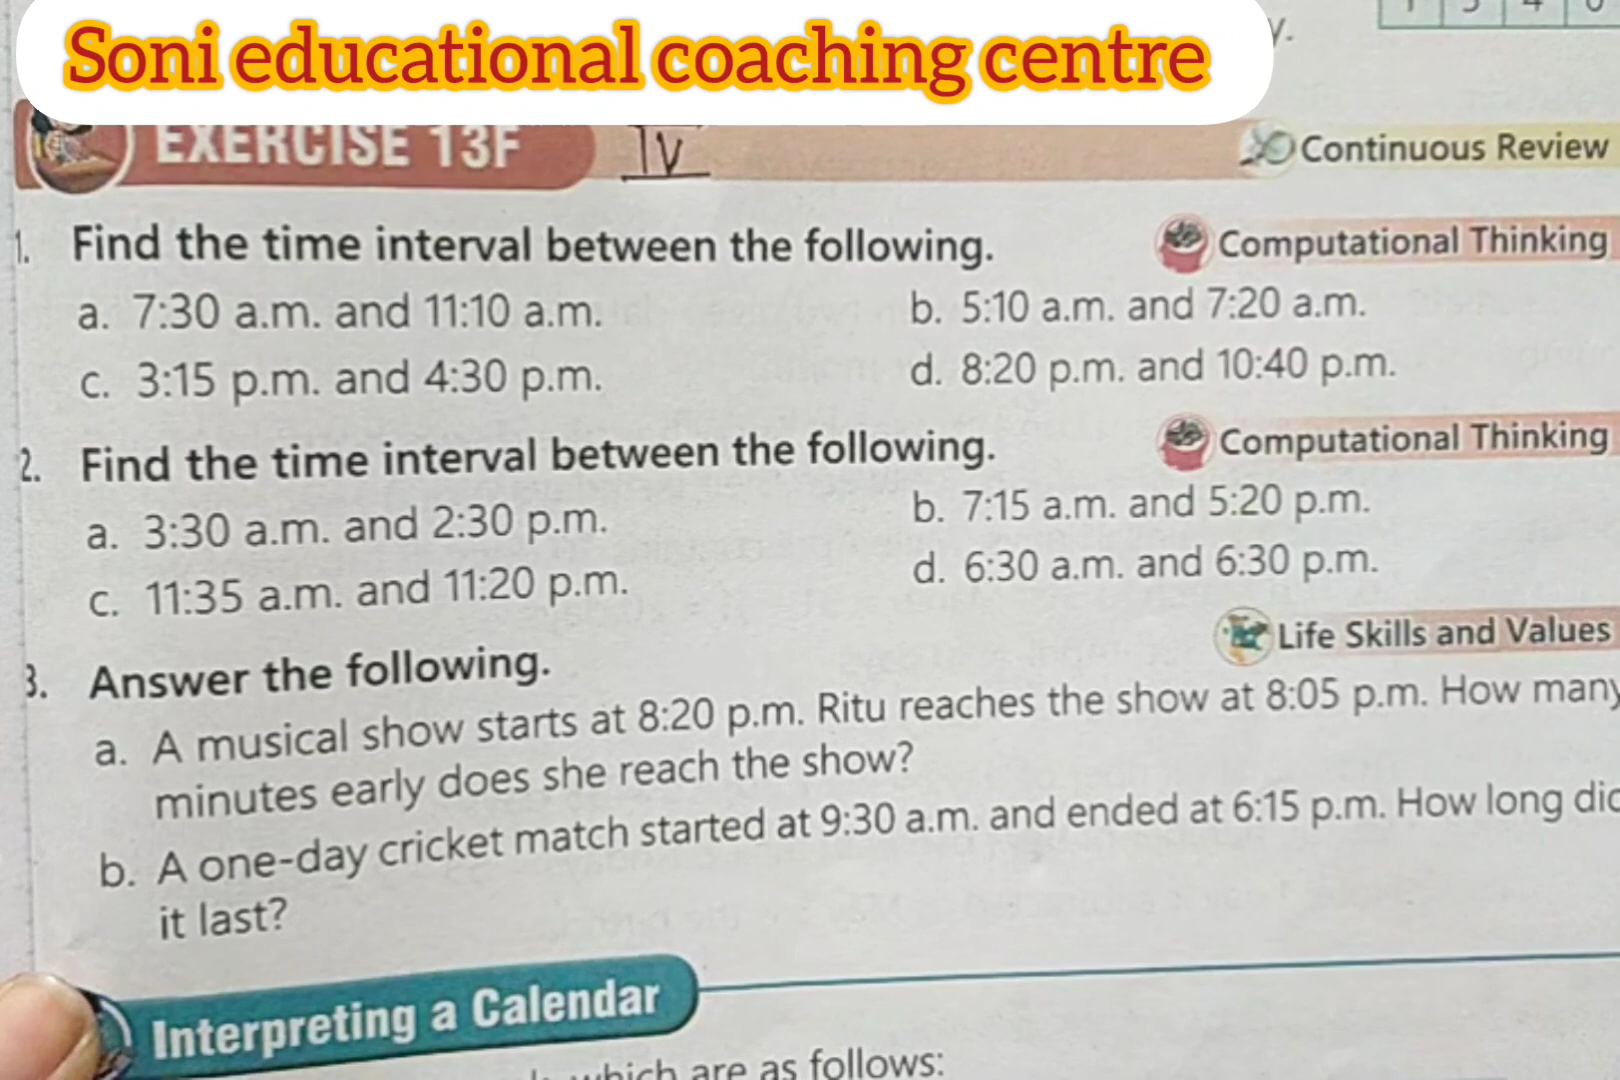 Soni educational coaching centre
EXERCISE 13F IV
Continuous Review
1. Find the time interval between the following. Computational Thinking
a. 7:30 a.m. and 11:10 a.m. b. 5:10 a.m. and 7:20 a.m.
c. 3:15 p.m. and 4:30 p.m. d. 8:20 p.m. and 10:40 p.m.
2. Find the time interval between the following. Computational Thinking
a. 3:30 a.m. and 2:30 p.m. b. 7:15 a.m. and 5:20 p.m.
c. 11:35 a.m. and 11:20 p.m. d. 6:30 a.m. and 6:30 p.m.
Life Skills and Values
3. Answer the following.
a. A musical show starts at 8:20 p.m. Ritu reaches the show at 8:05 p.m. How many
minutes early does she reach the show?
b. A one-day cricket match started at 9:30 a.m. and ended at 6:15 p.m. How long
it last?
Interpreting a Calendar
which are as follows: